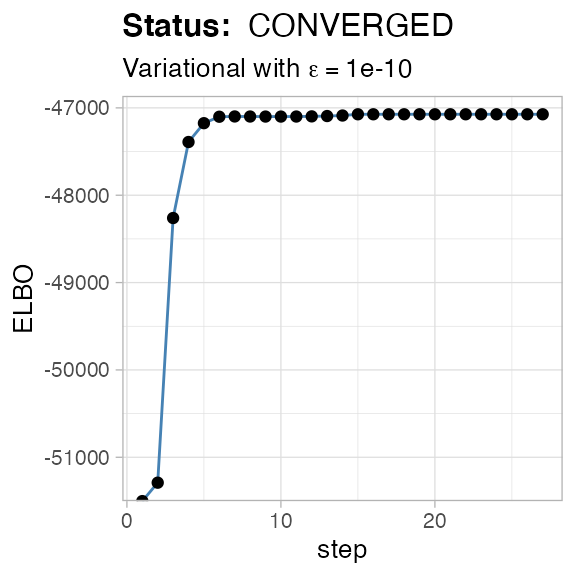 Status: CONVERGED
Variational with ε = 1e-10
-47000
-48000
-49000
-50000
-51000
ELBO
0 10 20
step